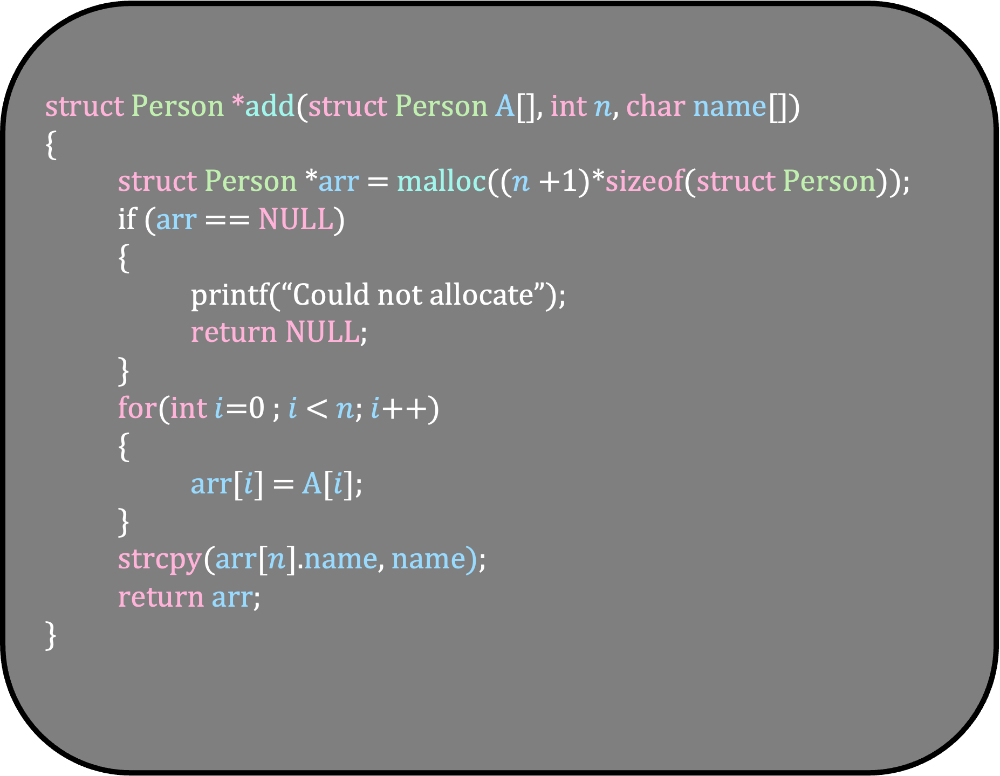 struct Person *add(struct Person A[], int n, char name[])
{
struct Person *arr = malloc((n +1)*sizeof(struct Person));
if (arr == NULL)
{
printf(“Could not allocate”);
return NULL;
}
for(int i=0 ; i < n; i++)
{
arr[i] = A[i];
}
strcpy(arr[n].name, name);
return arr;
}